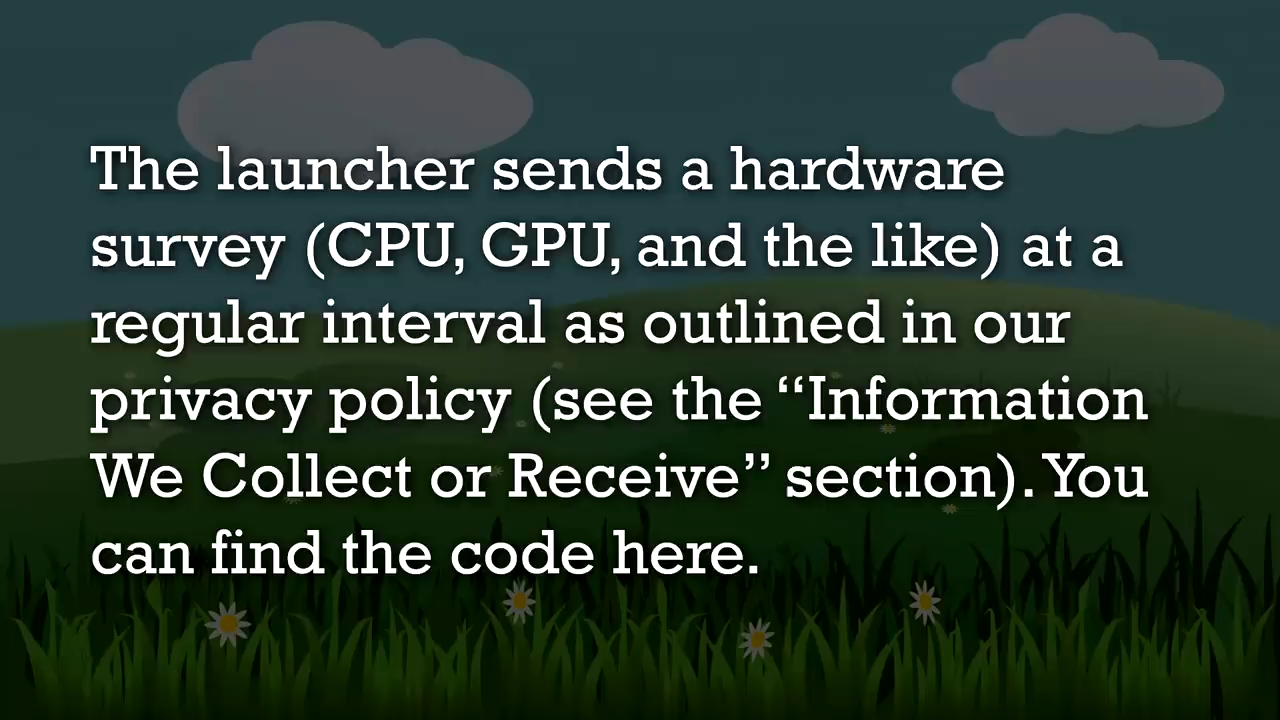 The launcher sends a hardware
survey (CPU, GPU, and the like) at a
regular interval as outlined in our
privacy policy (see the “Information
We Collect or Receive” section). You
can find the code here.